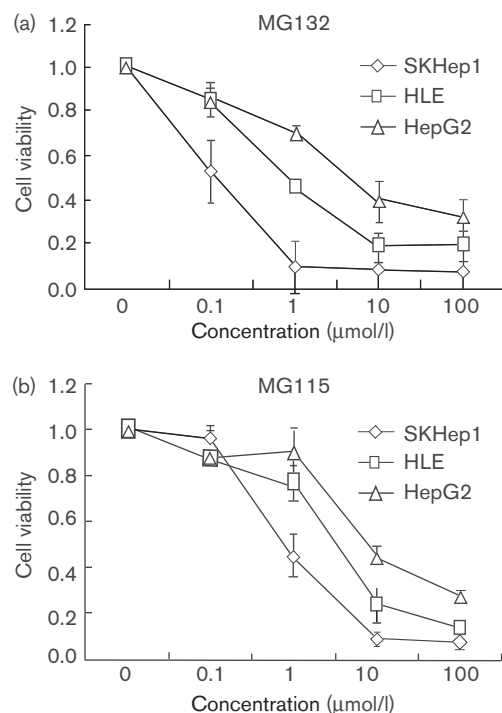 (a)
MG132
1.2
1.0
0.8
0.6
0.4
0.2
0.0
Cell viability
SKHep1
HLE
HepG2
0 0.1 1 10 100
Concentration (μmol/l)
(b)
MG115
1.2
1.0
0.8
0.6
0.4
0.2
0.0
Cell viability
SKHep1
HLE
HepG2
0 0.1 1 10 100
Concentration (μmol/l)